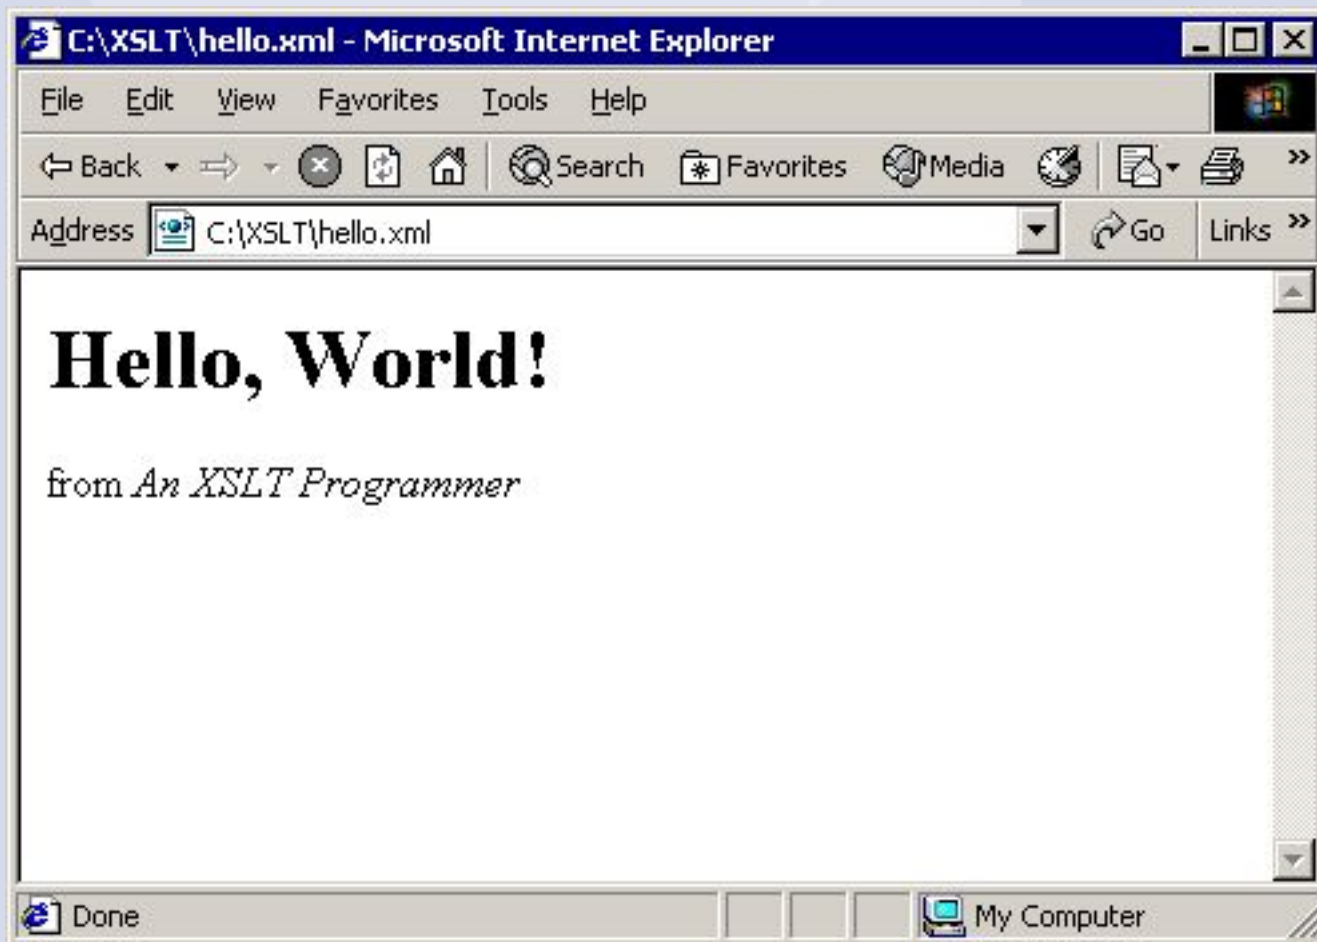 C:\XSLT\hello.xml - Microsoft Internet Explorer
File Edit View Favorites Tools Help
Back Search Favorites Media »
Address C:\XSLT\hello.xml Go Links »
Hello, World!
from An XSLT Programmer
Done My Computer